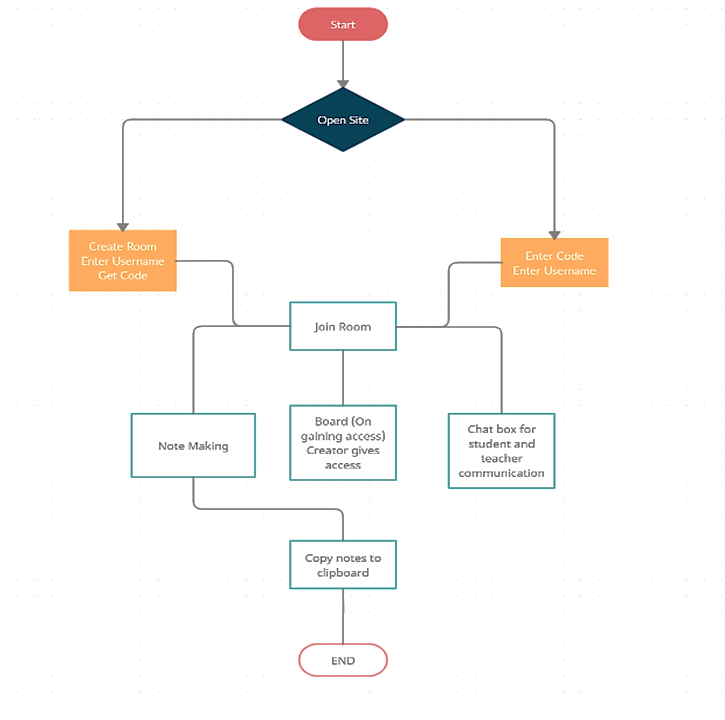 Start
Open Site
Create Room
Enter Username
Get Code
Enter Code
Enter Username
Join Room
Note Making
Board (On
gaining access)
Creator gives
access
Chat box for
student and
teacher
communication
Copy notes to
clipboard
END